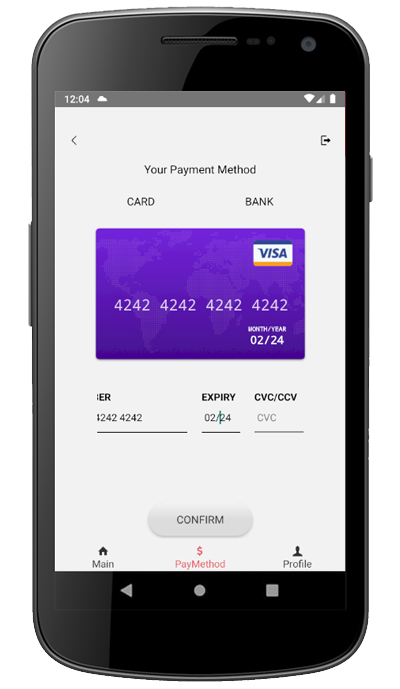 12:04
Your Payment Method
CARD BANK
VISA
4242 4242 4242 4242
MONTH/YEAR
02/24
BER EXPIRY CVC/CCV
4242 4242 02/24 CVC
CONFIRM
$
Main PayMethod Profile